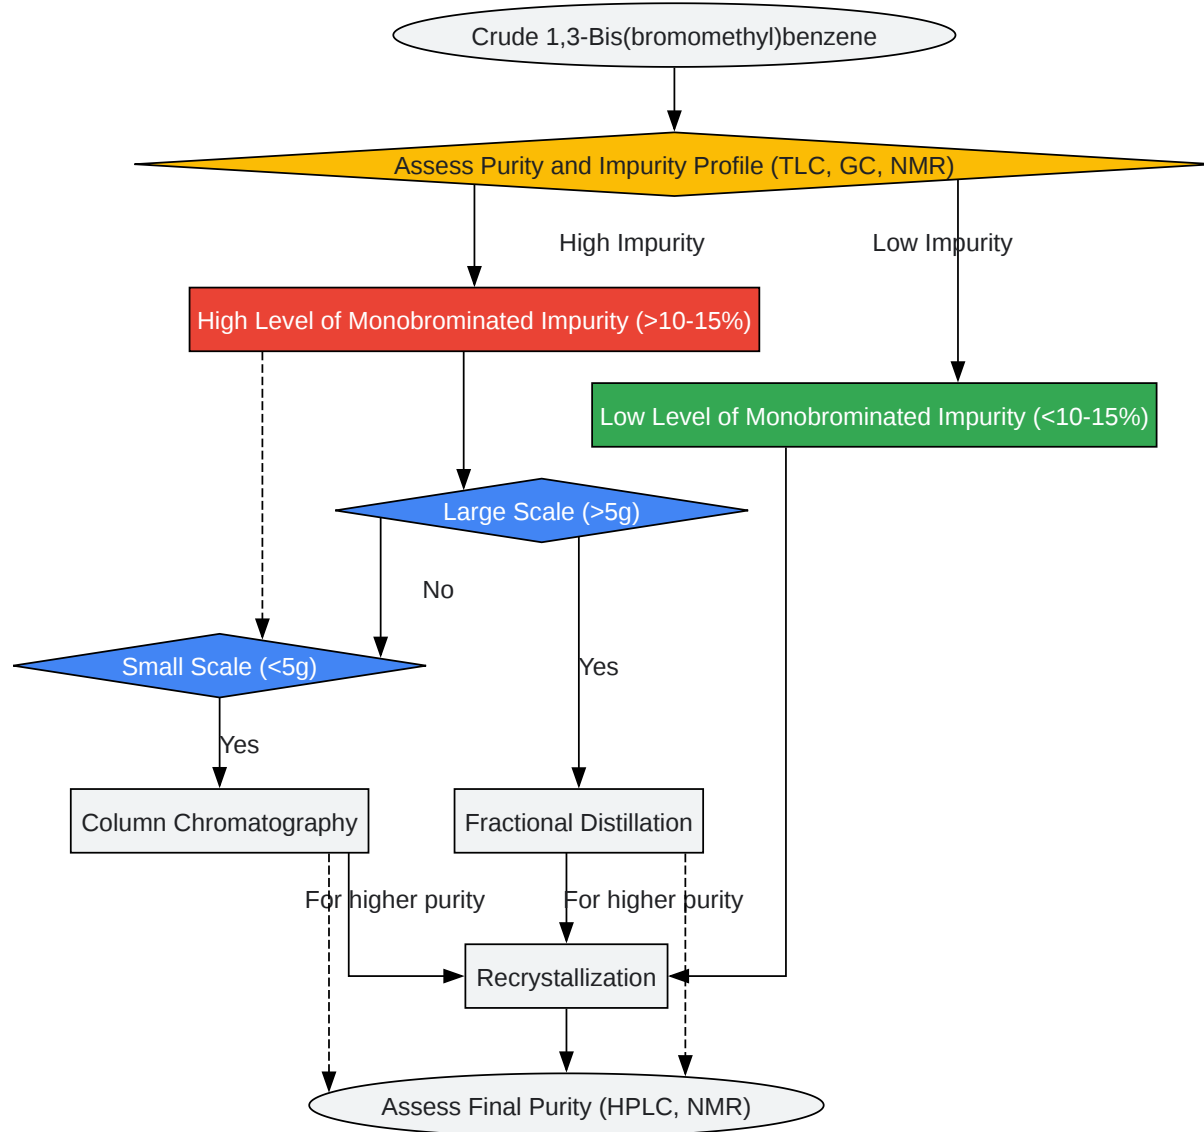 Crude 1,3-Bis(bromomethyl)benzene
Assess Purity and Impurity Profile (TLC, GC, NMR)
High Impurity
Low Impurity
High Level of Monobrominated Impurity (>10-15%)
Low Level of Monobrominated Impurity (<10-15%)
Large Scale (>5g)
No
Small Scale (<5g)
Yes
Yes
Column Chromatography
Fractional Distillation
For higher purity
For higher purity
Recrystallization
Assess Final Purity (HPLC, NMR)